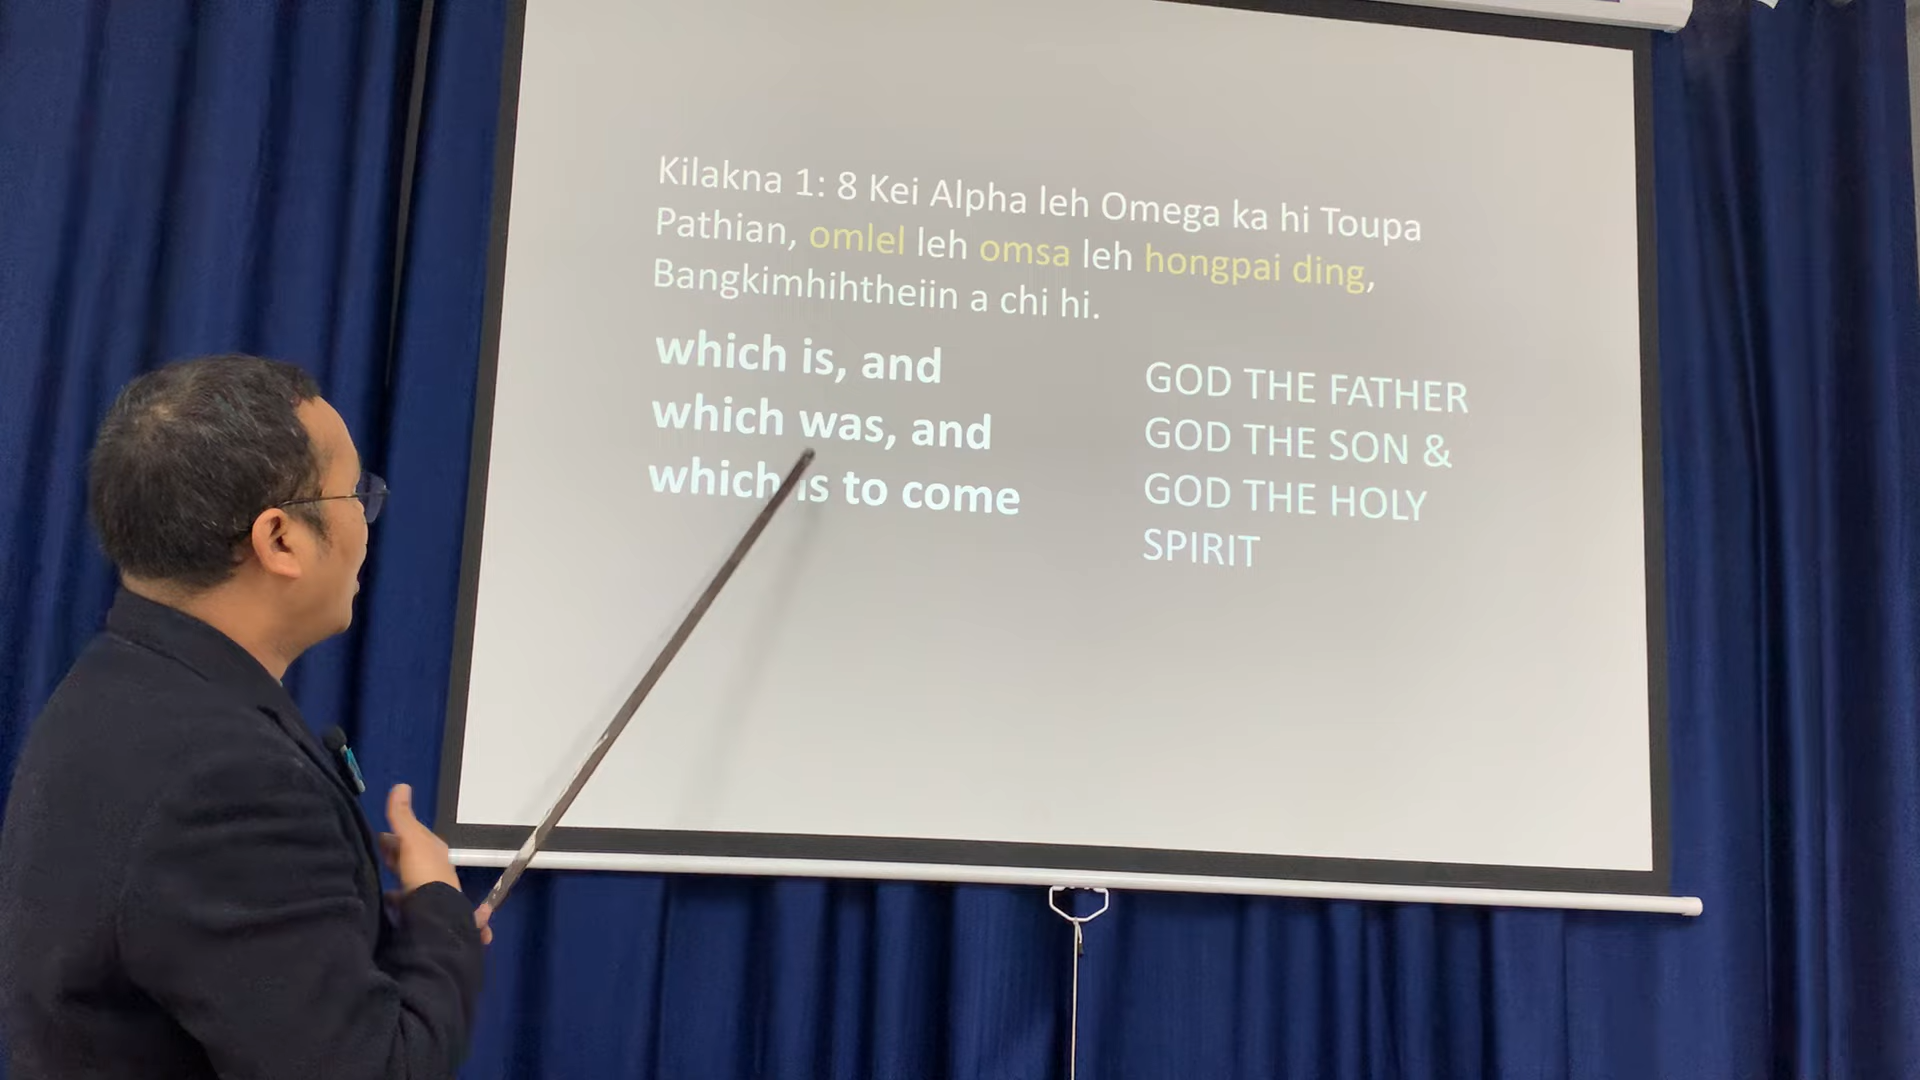 Kilakna 1: 8 Kei Alpha leh Omega ka hi Toupa
Pathian, omlel leh omsa leh hongpai ding,
Bangkimhihtheiin a chi hi.
which is, and
which was, and
which is to come
GOD THE FATHER
GOD THE SON &
GOD THE HOLY
SPIRIT